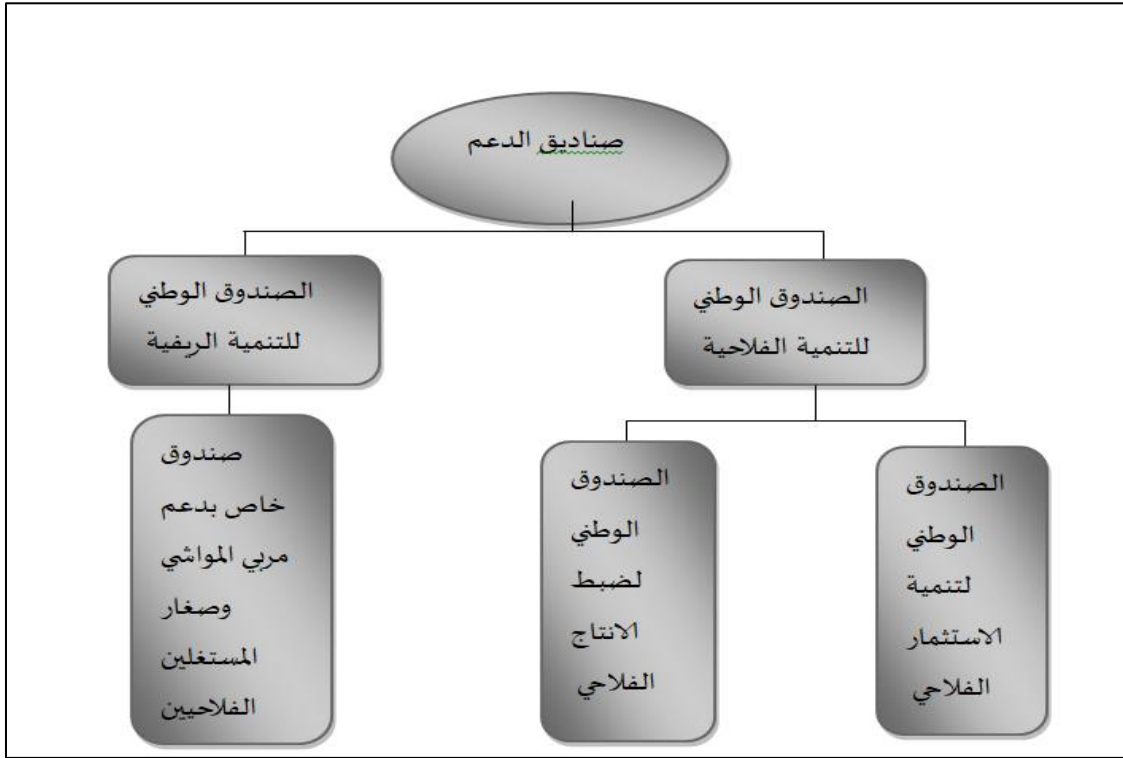 صناديق الدعم
الصندوق الوطني
للتنمية الفلاحية
الصندوق الوطني
للتنمية الريفية
الصندوق
الوطني
لتنمية
الاستثمار
الفلاحي
الصندوق
الوطني
لضبط
الانتاج
الفلاحي
صندوق
خاص بدعم
مربي المواشي
وصغار
المستغلين
الفلاحيين